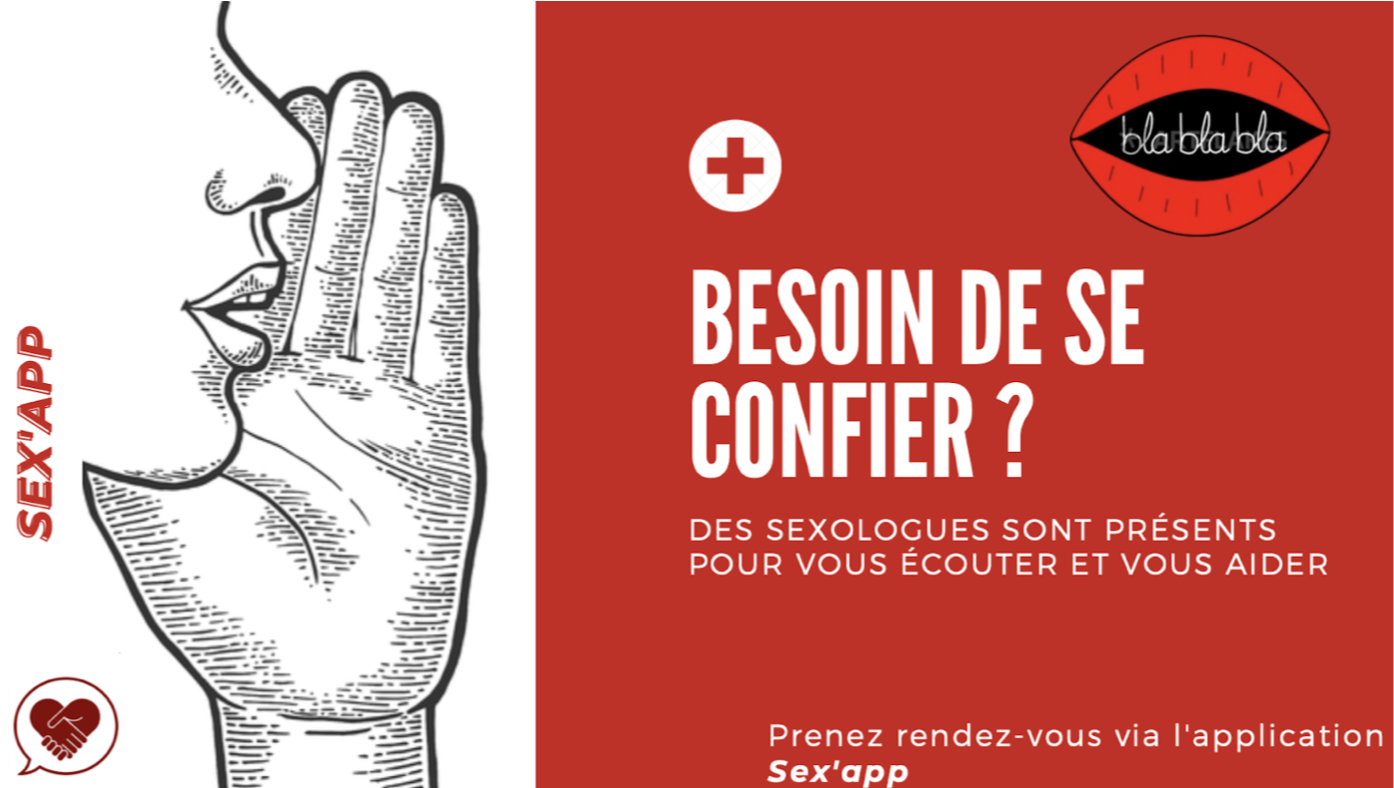 SEX'APP
bla bla bla
BESOIN DE SE
CONFIER ?
DES SEXOLOGUES SONT PRÉSENTS
POUR VOUS ÉCOUTER ET VOUS AIDER
Prenez rendez-vous via l'application
Sex'app